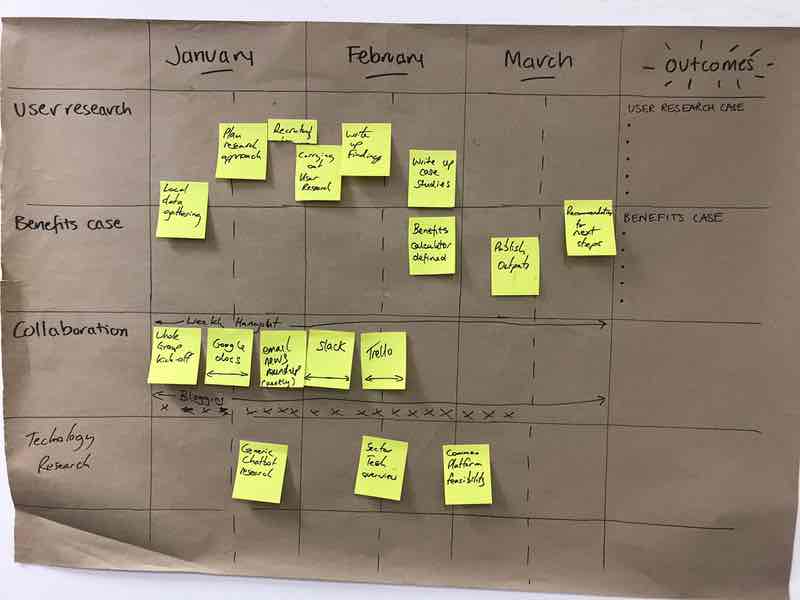 January
February
March
Outcomes
User research
USER RESEARCH CASE
Plan
research
approach
Recruiting
Carrying
out
User
Research
Write
up
Findings
Write up
case
studies
Local
data
gathering
Benefits case
BENEFITS CASE
Benefits
calculator
defined
Publish
Outputs
for
next
steps
Collaboration
Weekly Hangout
Whole
Group
Kick-off
Google
docs
email
news
roundup
Slack
Trello
Blogging
x x x x x x x x x x x x x x x x x x
Techology
Research
Generic
Chatbot
research
Sector
Tech
overview
Common
Platform
feasibility